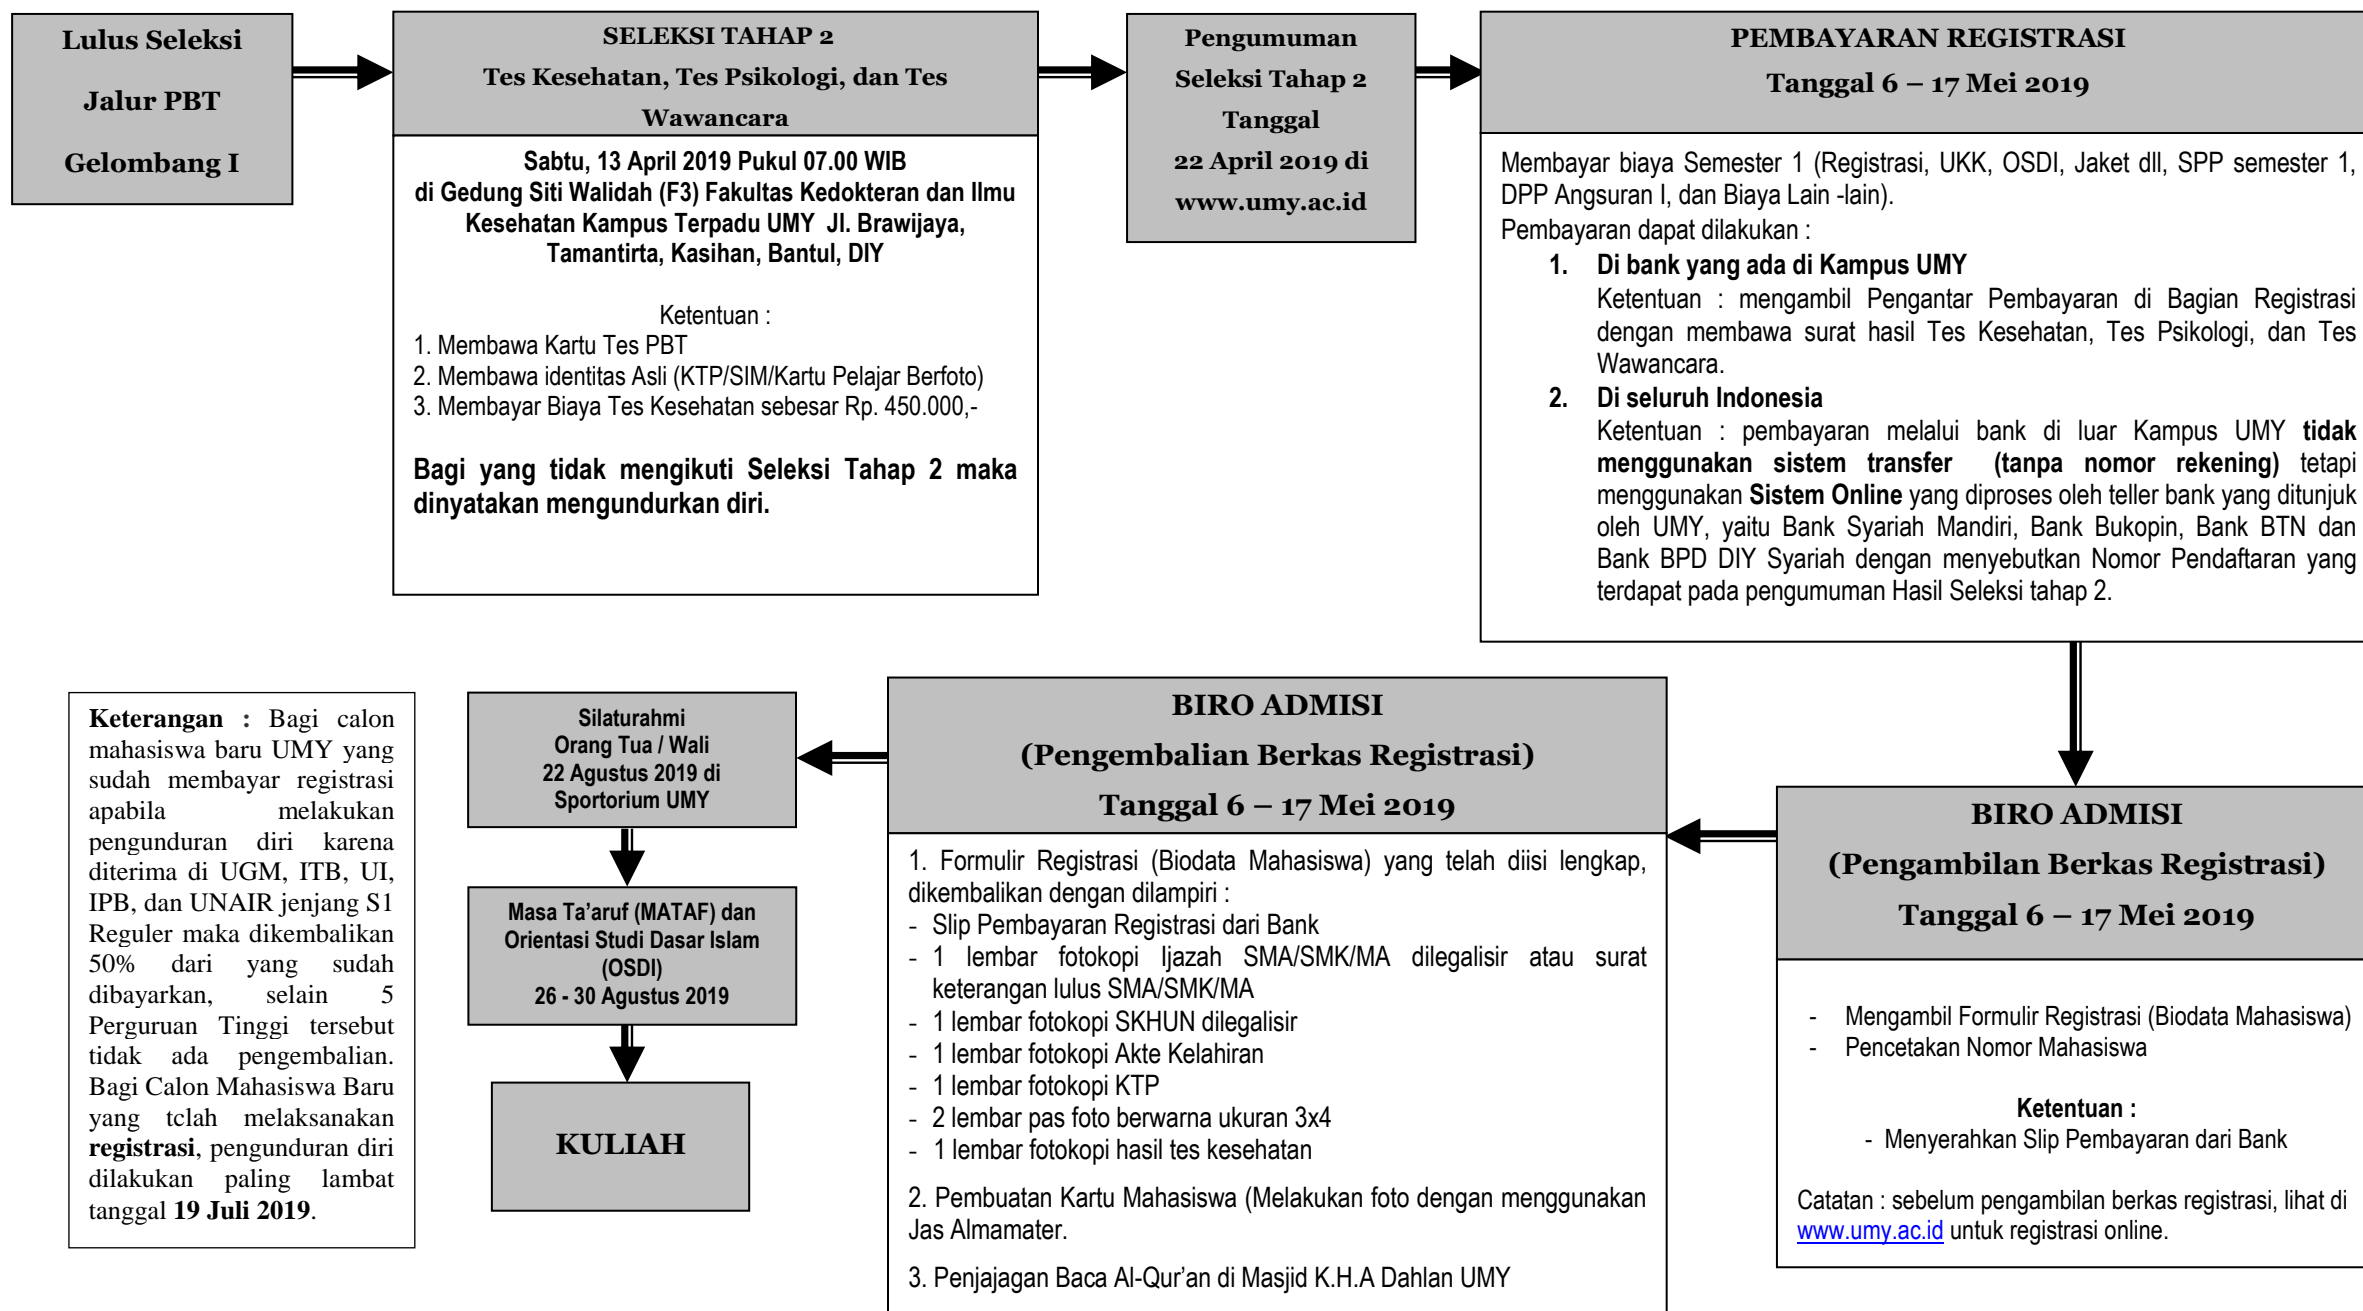 Lulus Seleksi
Jalur PBT
Gelombang I
SELEKSI TAHAP 2
Tes Kesehatan, Tes Psikologi, dan Tes
Wawancara
Sabtu, 13 April 2019 Pukul 07.00 WIB
di Gedung Siti Walidah (F3) Fakultas Kedokteran dan Ilmu
Kesehatan Kampus Terpadu UMY Jl. Brawijaya,
Tamantirta, Kasihan, Bantul, DIY
Ketentuan :
1. Membawa Kartu Tes PBT
2. Membawa identitas Asli (KTP/SIM/Kartu Pelajar Berfoto)
3. Membayar Biaya Tes Kesehatan sebesar Rp. 450.000,-
Bagi yang tidak mengikuti Seleksi Tahap 2 maka
dinyatakan mengundurkan diri.
Pengumuman
Seleksi Tahap 2
Tanggal
22 April 2019 di
www.umy.ac.id
PEMBAYARAN REGISTRASI
Tanggal 6 – 17 Mei 2019
Membayar biaya Semester 1 (Registrasi, UKK, OSDI, Jaket dll, SPP semester 1,
DPP Angsuran I, dan Biaya Lain -lain).
Pembayaran dapat dilakukan :
1. Di bank yang ada di Kampus UMY
Ketentuan : mengambil Pengantar Pembayaran di Bagian Registrasi
dengan membawa surat hasil Tes Kesehatan, Tes Psikologi, dan Tes
Wawancara.
2. Di seluruh Indonesia
Ketentuan : pembayaran melalui bank di luar Kampus UMY tidak
menggunakan sistem transfer (tanpa nomor rekening) tetapi
menggunakan Sistem Online yang diproses oleh teller bank yang ditunjuk
oleh UMY, yaitu Bank Syariah Mandiri, Bank Bukopin, Bank BTN dan
Bank BPD DIY Syariah dengan menyebutkan Nomor Pendaftaran yang
terdapat pada pengumuman Hasil Seleksi tahap 2.
BIRO ADMISI
(Pengambilan Berkas Registrasi)
Tanggal 6 – 17 Mei 2019
- Mengambil Formulir Registrasi (Biodata Mahasiswa)
- Pencetakan Nomor Mahasiswa
Ketentuan :
- Menyerahkan Slip Pembayaran dari Bank
Catatan : sebelum pengambilan berkas registrasi, lihat di
www.umy.ac.id untuk registrasi online.
BIRO ADMISI
(Pengembalian Berkas Registrasi)
Tanggal 6 – 17 Mei 2019
1. Formulir Registrasi (Biodata Mahasiswa) yang telah diisi lengkap,
dikembalikan dengan dilampiri :
- Slip Pembayaran Registrasi dari Bank
- 1 lembar fotokopi Ijazah SMA/SMK/MA dilegalisir atau surat
keterangan lulus SMA/SMK/MA
- 1 lembar fotokopi SKHUN dilegalisir
- 1 lembar fotokopi Akte Kelahiran
- 1 lembar fotokopi KTP
- 2 lembar pas foto berwarna ukuran 3x4
- 1 lembar fotokopi hasil tes kesehatan
2. Pembuatan Kartu Mahasiswa (Melakukan foto dengan menggunakan
Jas Almamater.
3. Penjajagan Baca Al-Qur'an di Masjid K.H.A Dahlan UMY
Silaturahmi
Orang Tua / Wali
22 Agustus 2019 di
Sportorium UMY
Masa Ta'aruf (MATAF) dan
Orientasi Studi Dasar Islam
(OSDI)
26 - 30 Agustus 2019
KULIAH
Keterangan : Bagi calon
mahasiswa baru UMY yang
sudah membayar registrasi
apabila melakukan
pengunduran diri karena
diterima di UGM, ITB, UI,
IPB, dan UNAIR jenjang S1
Reguler maka dikembalikan
50% dari yang sudah
dibayarkan, selain 5
Perguruan Tinggi tersebut
tidak ada pengembalian.
Bagi Calon Mahasiswa Baru
yang tclah melaksanakan
registrasi, pengunduran diri
dilakukan paling lambat
tanggal 19 Juli 2019.